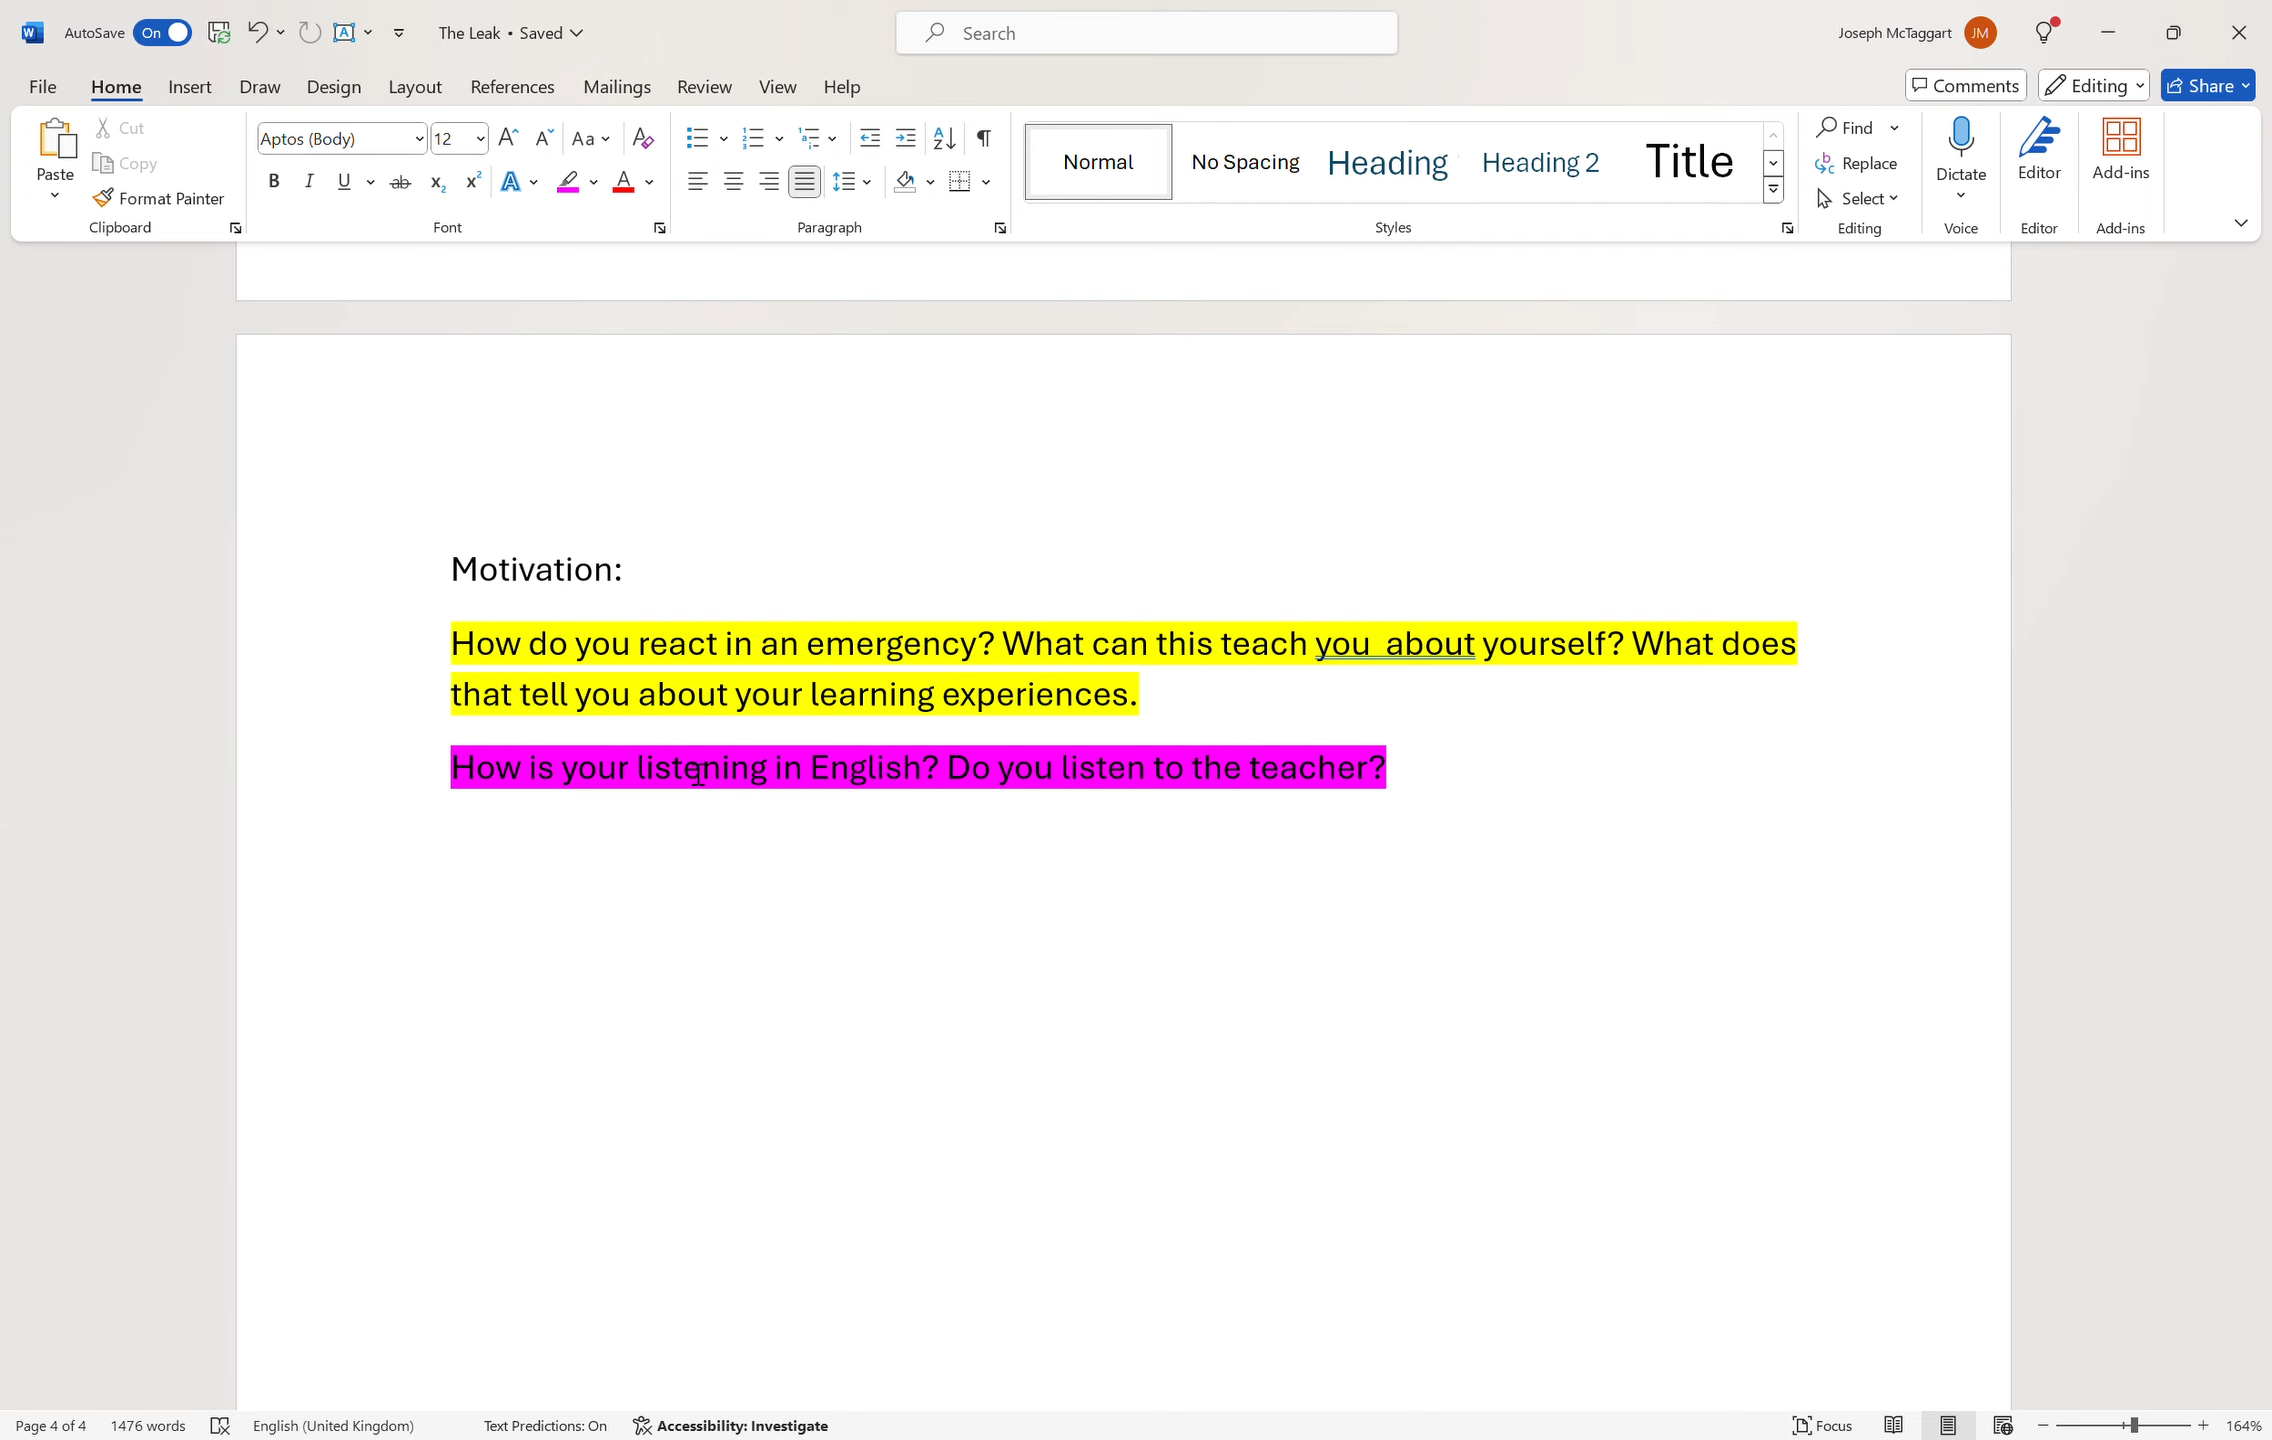 AutoSave On The Leak • Saved Search Joseph McTaggart JM
File Home Insert Draw Design Layout References Mailings Review View Help Comments Editing Share
Paste Cut Copy Format Painter Clipboard
Aptos (Body) 12 Font
Paragraph
Normal No Spacing Heading Heading 2 Title Styles
Find Replace Select Editing
Dictate Voice
Editor Editor
Add-ins Add-ins
Motivation:
How do you react in an emergency? What can this teach you  about yourself? What does
that tell you about your learning experiences.
How is your listening in English? Do you listen to the teacher?
Page 4 of 4 1476 words English (United Kingdom) Text Predictions: On Accessibility: Investigate Focus 164%